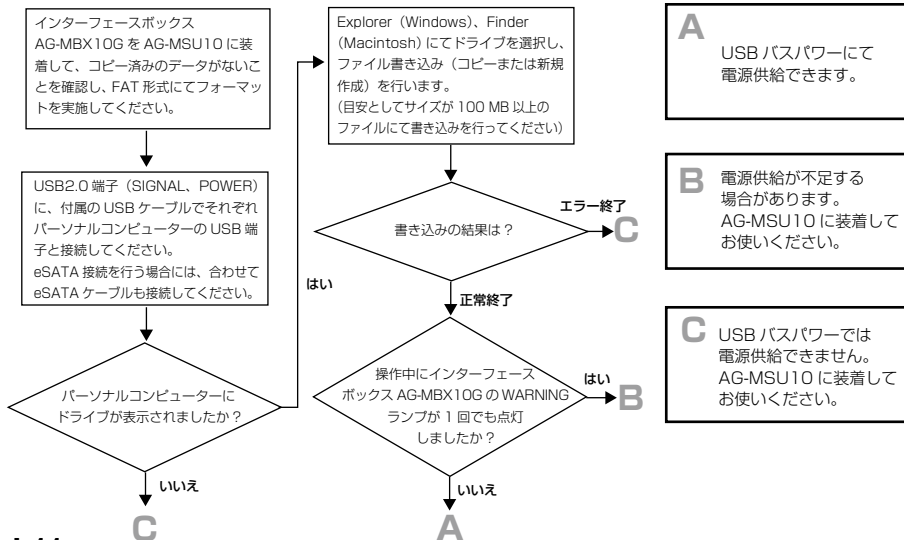 インターフェースボックス
AG-MBX10G を AG-MSU10 に装
着して、コピー済みのデータがないこ
とを確認し、FAT 形式にてフォーマッ
トを実施してください。
USB2.0 端子（SIGNAL、POWER）
に、付属の USB ケーブルでそれぞれ
パーソナルコンピューターの USB 端
子と接続してください。
eSATA 接続を行う場合には、合わせて
eSATA ケーブルも接続してください。
パーソナルコンピューターに
ドライブが表示されましたか？
はい
いいえ
C
Explorer（Windows）、Finder
（Macintosh）にてドライブを選択し、
ファイル書き込み（コピーまたは新規
作成）を行います。
（目安としてサイズが 100 MB 以上の
ファイルにて書き込みを行ってください）
書き込みの結果は？
エラー終了
C
正常終了
操作中にインターフェース
ボックス AG-MBX10G の WARNING
ランプが 1 回でも点灯
しましたか？
はい
B
いいえ
A
A
USB バスパワーにて
電源供給できます。
B
電源供給が不足する
場合があります。
AG-MSU10 に装着して
お使いください。
C
USB バスパワーでは
電源供給できません。
AG-MSU10 に装着して
お使いください。